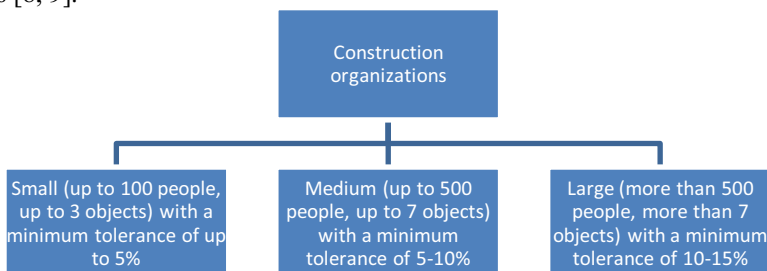 [8, 9].
Construction
organizations
Small (up to 100 people,
up to 3 objects) with a
minimum tolerance of up
to 5%
Medium (up to 500
people, up to 7 objects)
with a minimum
tolerance of 5-10%
Large (more than 500
people, more than 7
objects) with a minimum
tolerance of 10-15%